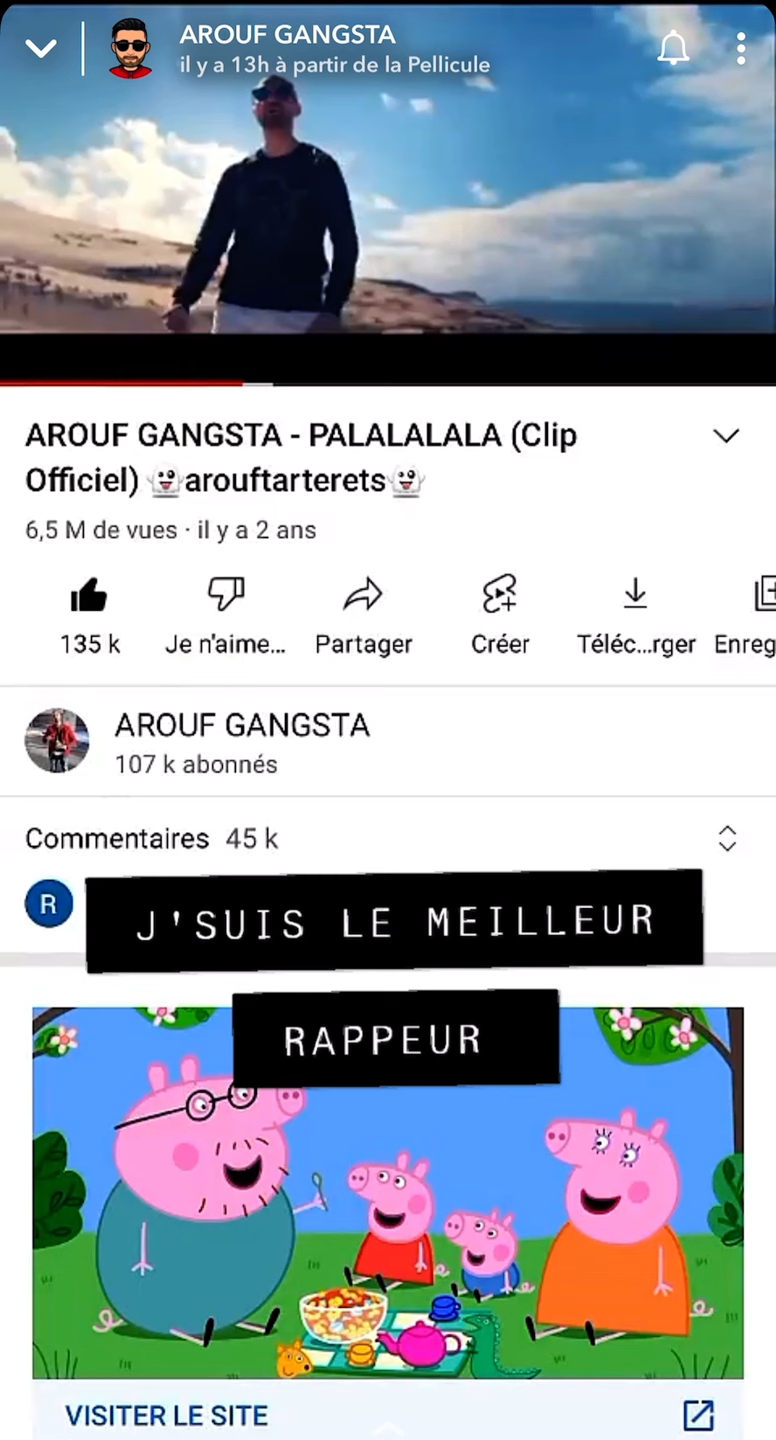 AROUF GANGSTA
il y a 13h à partir de la Pellicule
AROUF GANGSTA - PALALALALA (Clip
Officiel) 👻arouftarterets👻
6,5 M de vues · il y a 2 ans
135 k Je n'aime... Partager Créer Téléc...rger Enreg
AROUF GANGSTA
107 k abonnés
Commentaires 45 k
R
J'SUIS LE MEILLEUR
RAPPEUR
VISITER LE SITE